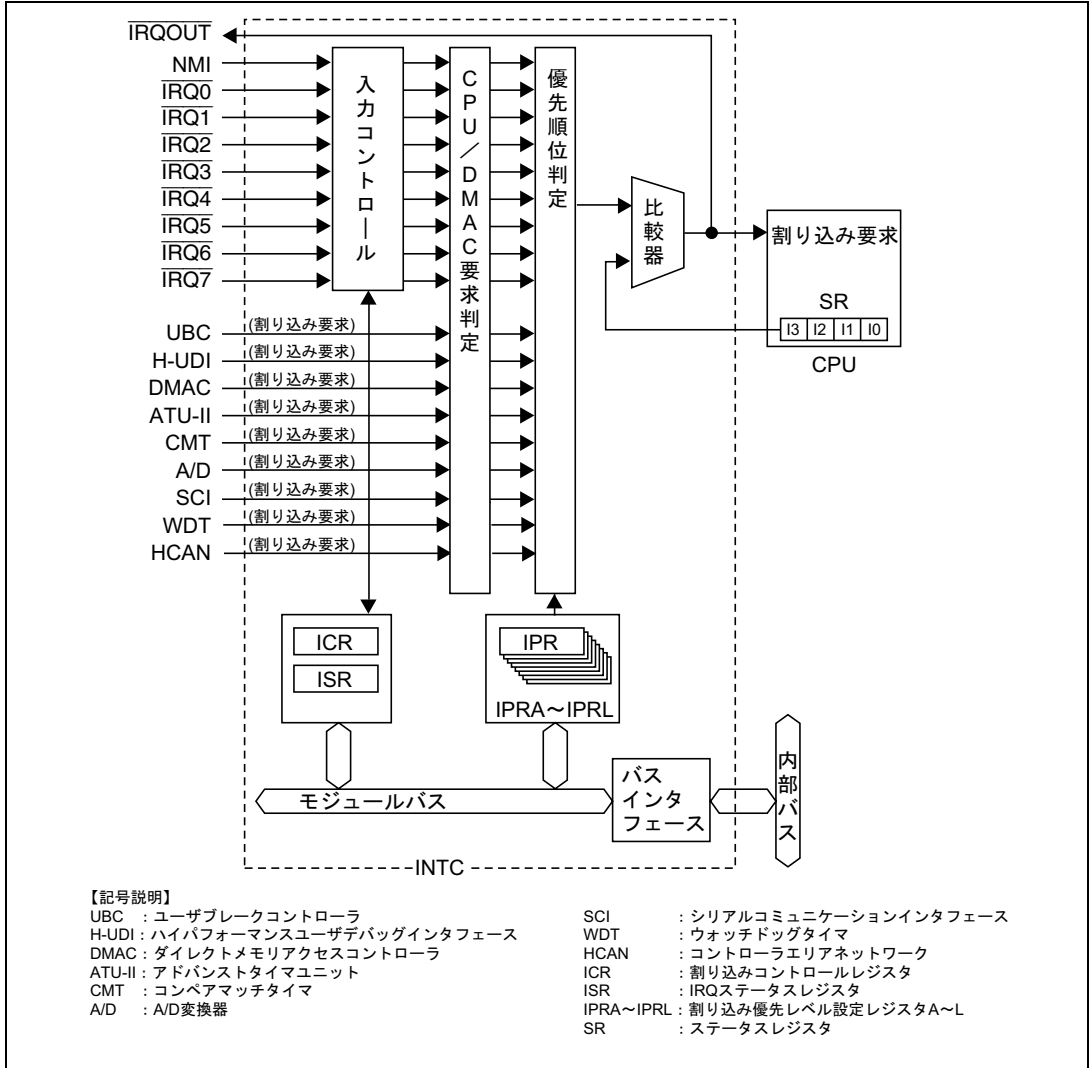 IRQOUT
NMI
IRQ0
IRQ1
IRQ2
IRQ3
IRQ4
IRQ5
IRQ6
IRQ7
UBC (割り込み要求)
H-UDI (割り込み要求)
DMAC (割り込み要求)
ATU-II (割り込み要求)
CMT (割り込み要求)
A/D (割り込み要求)
SCI (割り込み要求)
WDT (割り込み要求)
HCAN (割り込み要求)
入力コントロール
CPU/DMAC要求判定
優先順位判定
比較器
割り込み要求
SR
I3 I2 I1 I0
CPU
ICR
ISR
IPR
IPRA~IPRL
モジュールバス
バス
インタ
フェース
内部バス
INTC
【記号説明】
UBC :ユーザブレークコントローラ
H-UDI:ハイパフォーマンスユーザデバッグインタフェース
DMAC:ダイレクトメモリアクセスコントローラ
ATU-II:アドバンストタイマユニット
CMT :コンペアマッチタイマ
A/D :A/D変換器
SCI :シリアルコミュニケーションインタフェース
WDT :ウォッチドッグタイマ
HCAN :コントローラエリアネットワーク
ICR :割り込みコントロールレジスタ
ISR :IRQステータスレジスタ
IPRA~IPRL:割り込み優先レベル設定レジスタA~L
SR :ステータスレジスタ